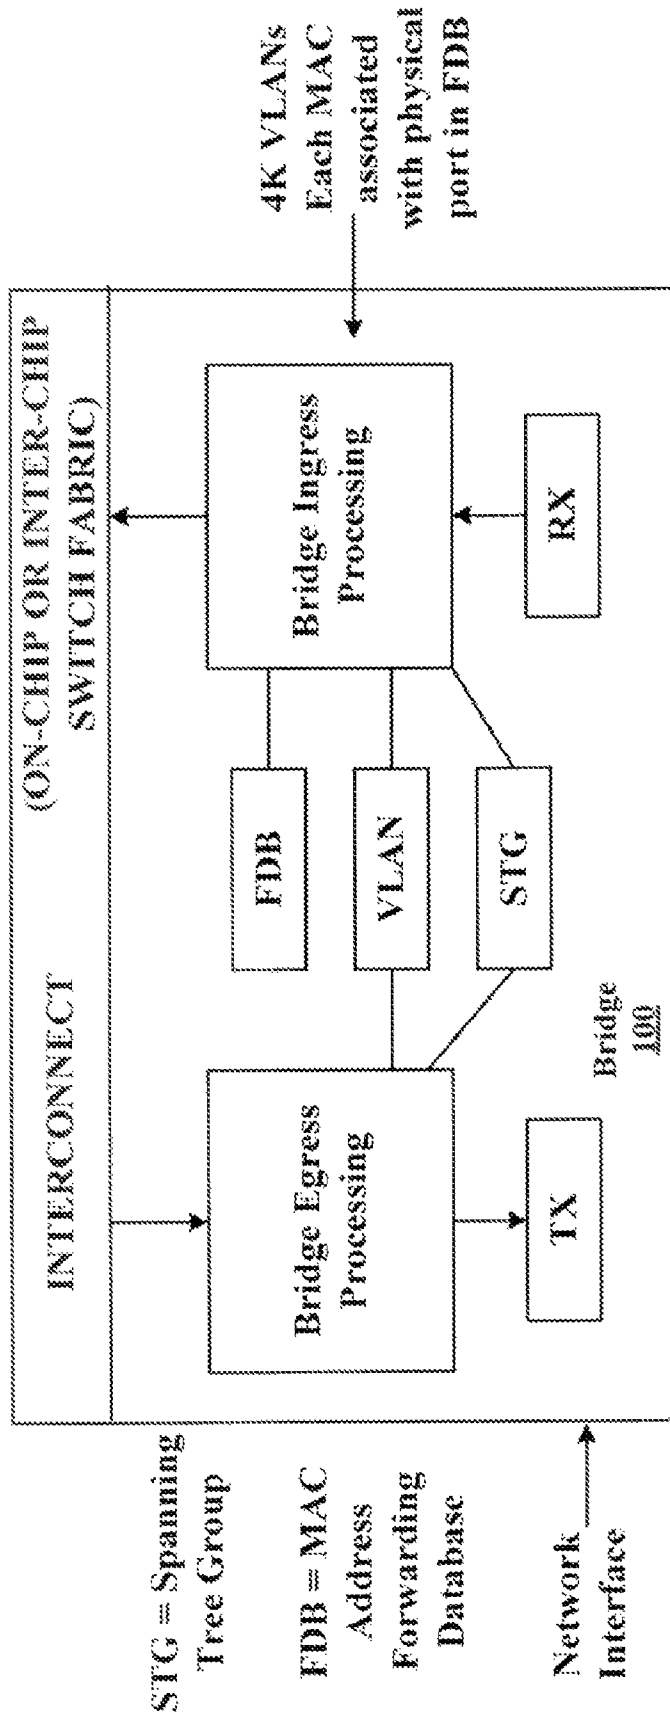 INTERCONNECT (ON-CHIP OR INTER-CHIP
SWITCH FABRIC)
STG = Spanning
Tree Group
FDB = MAC
Address
Forwarding
Database
Network
Interface
Bridge Egress
Processing
TX
FDB
VLAN
STG
Bridge
100
Bridge Ingress
Processing
RX
4K VLANs
Each MAC
associated
with physical
port in FDB